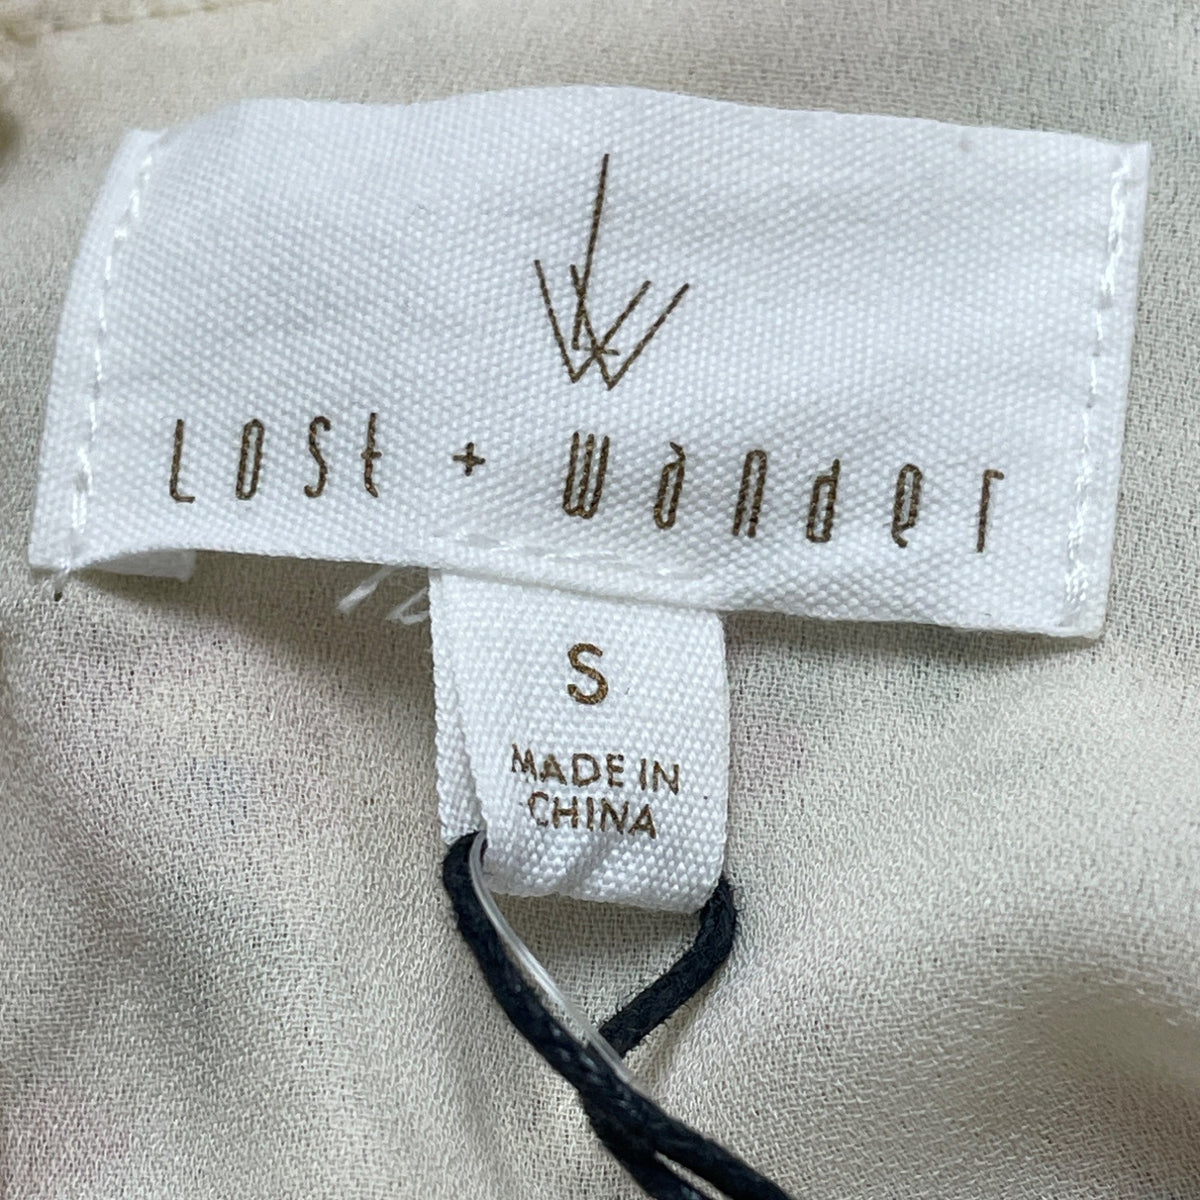 Lost + Wander
S
MADE IN
CHINA